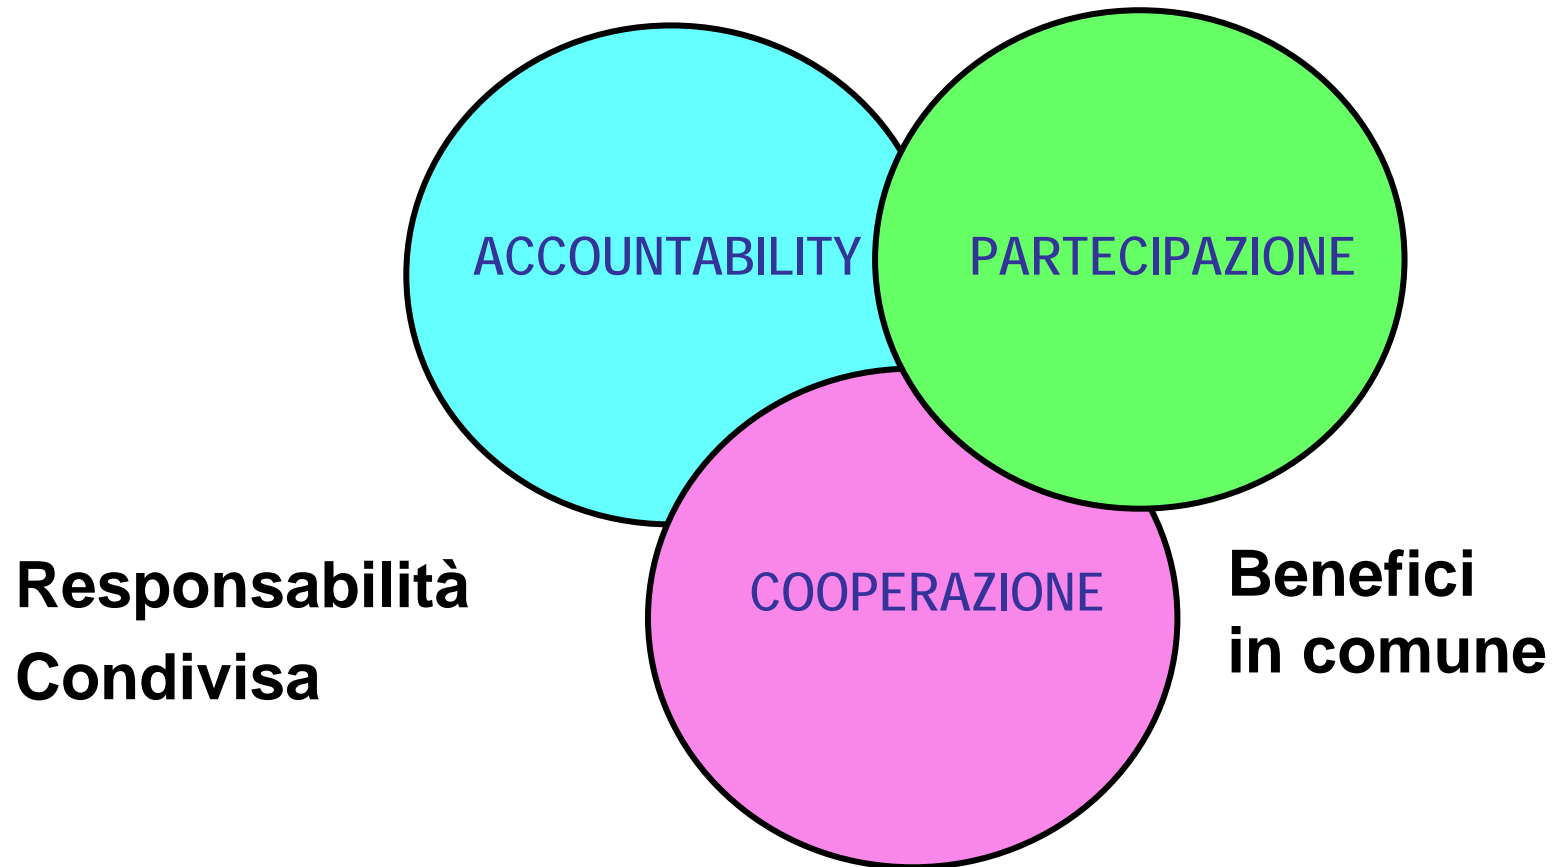 ACCOUNTABILITY
PARTECIPAZIONE
COOPERAZIONE
Responsabilità
Condivisa
Benefici
in comune